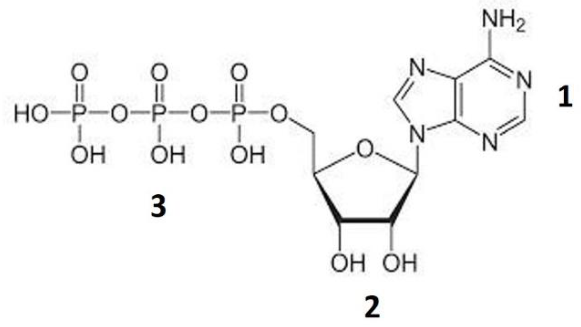 NH₂
O O O
N N 1
HO P O P O P O
N N
OH OH OH O
3
OH OH
2